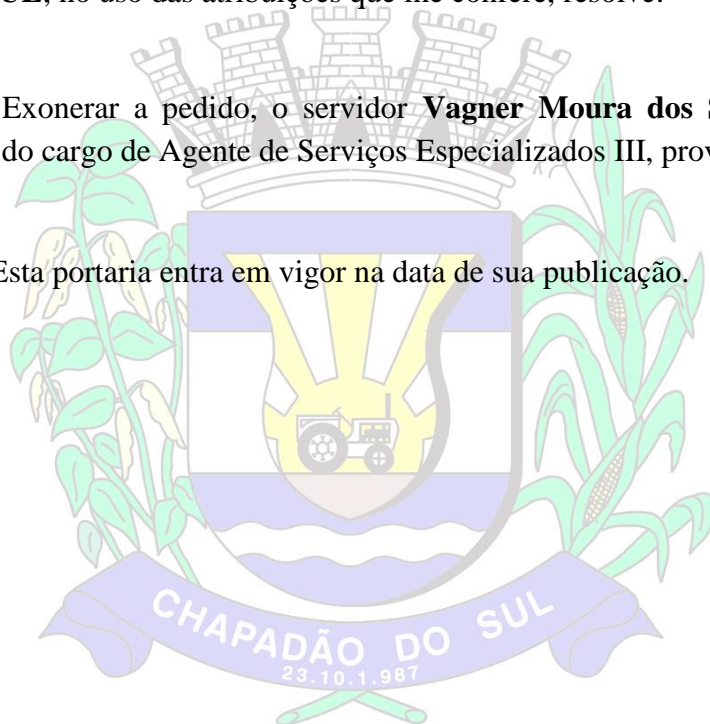 no uso das atribuições que lhe confere, resolve:
Exonerar a pedido, o servidor Vagner Moura dos
do cargo de Agente de Serviços Especializados III,
Esta portaria entra em vigor na data de sua publicação.
CHAPADÃO DO SUL
23.10.1.987